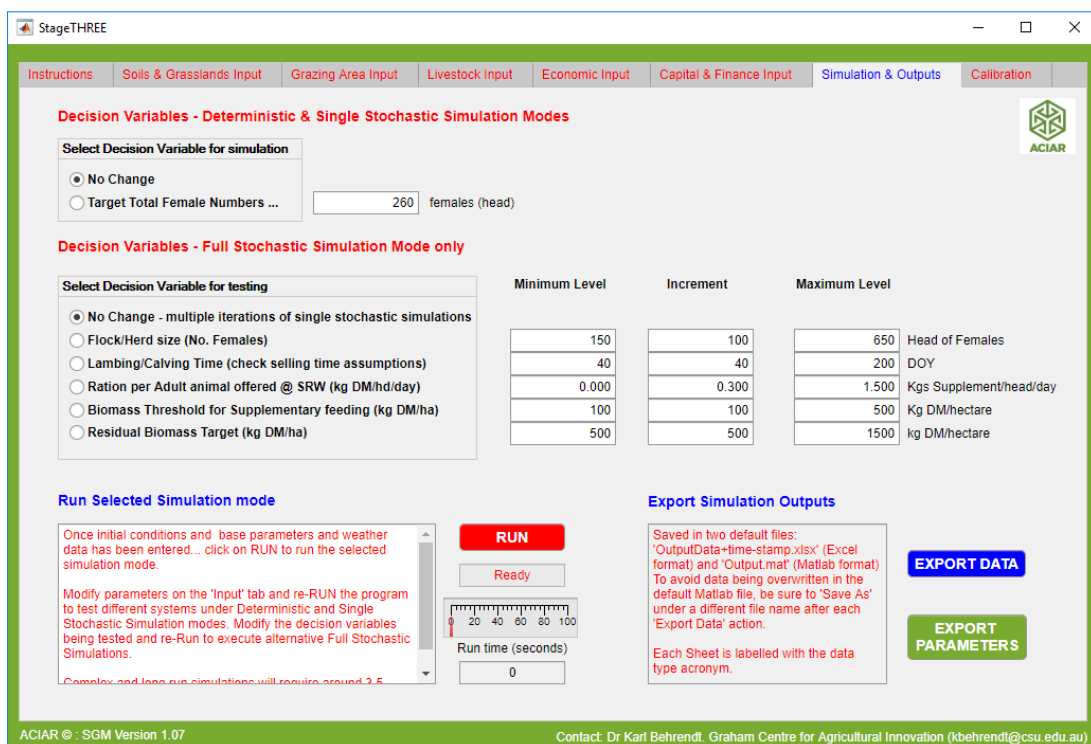 StageTHREE
Instructions Soils & Grasslands Input Grazing Area Input Livestock Input Economic Input Capital & Finance Input Simulation & Outputs Calibration
Decision Variables - Deterministic & Single Stochastic Simulation Modes
ACIAR
Select Decision Variable for simulation
No Change
Target Total Female Numbers ... 260 females (head)
Decision Variables - Full Stochastic Simulation Mode only
Select Decision Variable for testing Minimum Level Increment Maximum Level
No Change - multiple iterations of single stochastic simulations
Flock/Herd size (No. Females) 150 100 650 Head of Females
Lambing/Calving Time (check selling time assumptions) 40 40 200 DOY
Ration per Adult animal offered @ SRW (kg DM/hd/day) 0.000 0.300 1.500 Kgs Supplement/head/day
Biomass Threshold for Supplementary feeding (kg DM/ha) 100 100 500 Kg DM/hectare
Residual Biomass Target (kg DM/ha) 500 500 1500 kg DM/hectare
Run Selected Simulation mode
Once initial conditions and base parameters and weather
data has been entered... click on RUN to run the selected
simulation mode.
Modify parameters on the 'Input' tab and re-RUN the program
to test different systems under Deterministic and Single
Stochastic Simulation modes. Modify the decision variables
being tested and re-Run to execute alternative Full Stochastic
Simulations.
Complex and long run simulations will require around 2-5
RUN
Ready
0 20 40 60 80 100
Run time (seconds)
0
Export Simulation Outputs
Saved in two default files:
'OutputData+time-stamp.xlsx' (Excel
format) and 'Output.mat' (Matlab format)
To avoid data being overwritten in the
default Matlab file, be sure to 'Save As'
under a different file name after each
'Export Data' action.
Each Sheet is labelled with the data
type acronym.
EXPORT DATA
EXPORT
PARAMETERS
ACIAR © : SGM Version 1.07 Contact: Dr Karl Behrendt. Graham Centre for Agricultural Innovation (kbehrendt@csu.edu.au)